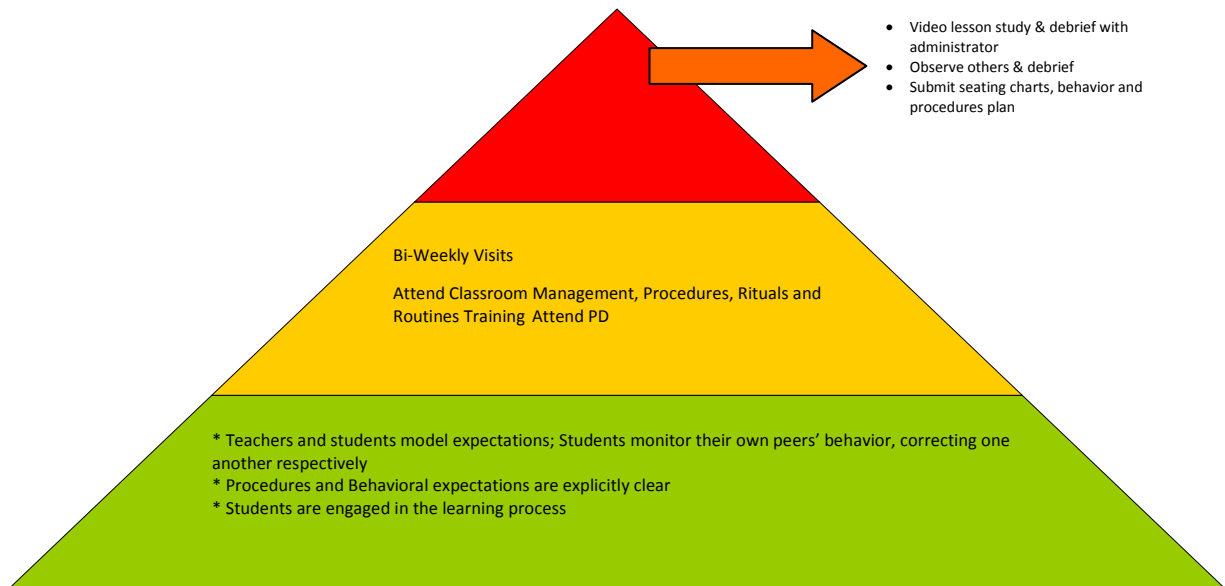 • Video lesson study & debrief with
administrator
• Observe others & debrief
• Submit seating charts, behavior and
procedures plan
Bi-Weekly Visits
Attend Classroom Management, Procedures, Rituals and
Routines Training  Attend PD
* Teachers and students model expectations; Students monitor their own peers’ behavior, correcting one
another respectively
* Procedures and Behavioral expectations are explicitly clear
* Students are engaged in the learning process